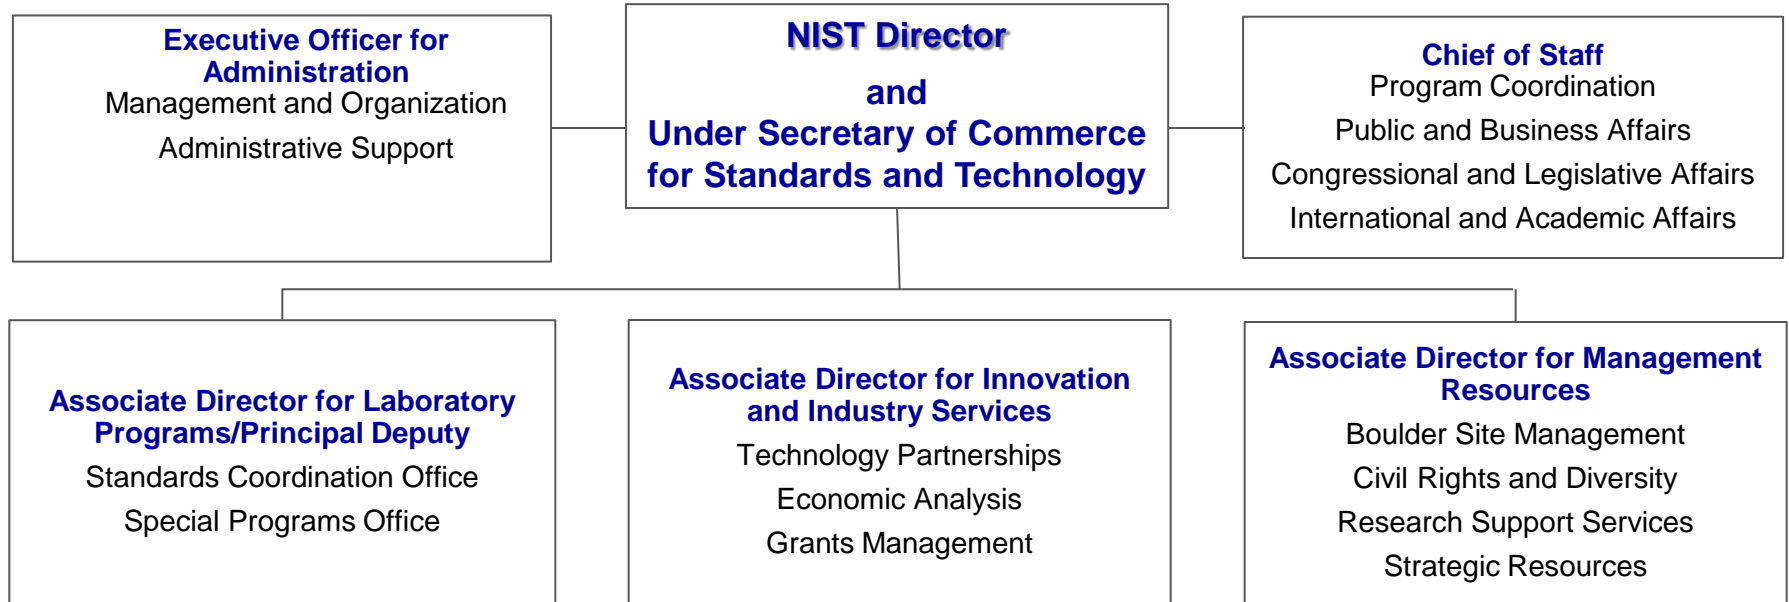 Executive Officer for
Administration
Management and Organization
Administrative Support
NIST Director
and
Under Secretary of Commerce
for Standards and Technology
Chief of Staff
Program Coordination
Public and Business Affairs
Congressional and Legislative Affairs
International and Academic Affairs
Associate Director for Laboratory
Programs/Principal Deputy
Standards Coordination Office
Special Programs Office
Associate Director for Innovation
and Industry Services
Technology Partnerships
Economic Analysis
Grants Management
Associate Director for Management
Resources
Boulder Site Management
Civil Rights and Diversity
Research Support Services
Strategic Resources